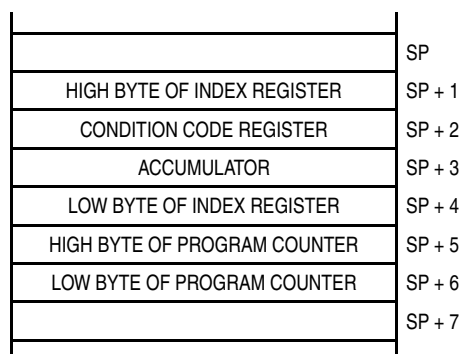 SP
HIGH BYTE OF INDEX REGISTER SP + 1
CONDITION CODE REGISTER SP + 2
ACCUMULATOR SP + 3
LOW BYTE OF INDEX REGISTER SP + 4
HIGH BYTE OF PROGRAM COUNTER SP + 5
LOW BYTE OF PROGRAM COUNTER SP + 6
SP + 7